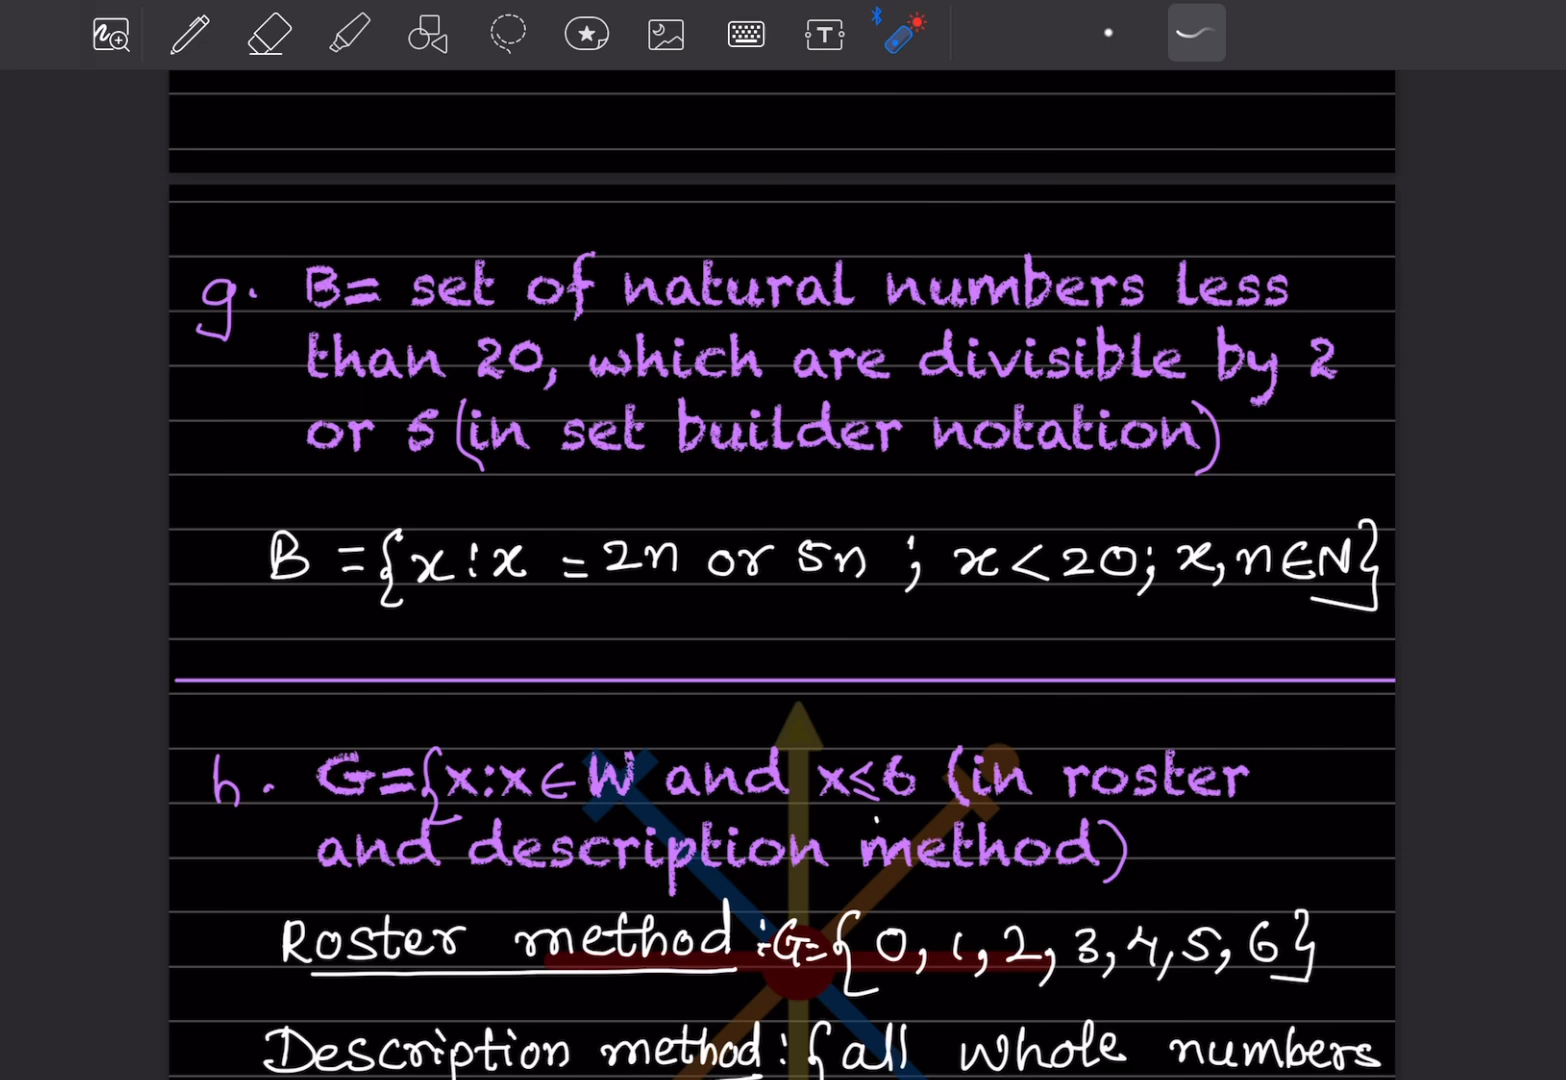 g. B= set of natural numbers less
than 20, which are divisible by 2
or 5 (in set builder notation)
B = {x : x = 2n or 5n ; x < 20; x, n ∈ N}
h. G={x:x∈W and x≤6 (in roster
and description method)
Roster method :- G= {0, 1, 2, 3, 4, 5, 6}
Description method : {all whole numbers